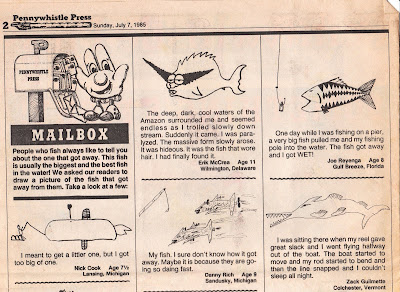 Pennywhistle Press
2
Sunday, July 7, 1985
PENNYWHISTLE
PRESS
MAILBOX
People who fish always like to tell you
about the one that got away. This fish
is usually the biggest and the best fish
in the water! We asked our readers to
draw a picture of the fish that got
away from them. Take a look at a few:
I meant to get a little one, but I got
too big of one.
Nick Cook Age 7½
Lansing, Michigan
The deep, dark, cool waters of the
Amazon surrounded me and seemed
endless as I trolled slowly down
stream. Suddenly it came. I was para-
lyzed. The massive form slowly arose.
It was hideous. It was the fish that wore
hair. I had finally found it.
Erik McCrea Age 11
Wilmington, Delaware
My fish. I sure don't know how it got
away. Maybe it is because they are go-
ing so dang fast.
Danny Rich Age 9
Sandusky, Michigan
One day while I was fishing on a pier,
a very big fish pulled me and my fishing
pole into the water. The fish got away
and I got WET!
Joe Reyenga Age 8
Gulf Breeze, Florida
I was sitting there when my reel gave
great slack and I went flying halfway
out of the boat. The boat started to
move and my rod started to bend and
then the line snapped and I couldn't
sleep all night.
Zack Guilmette
Colchester, Vermont